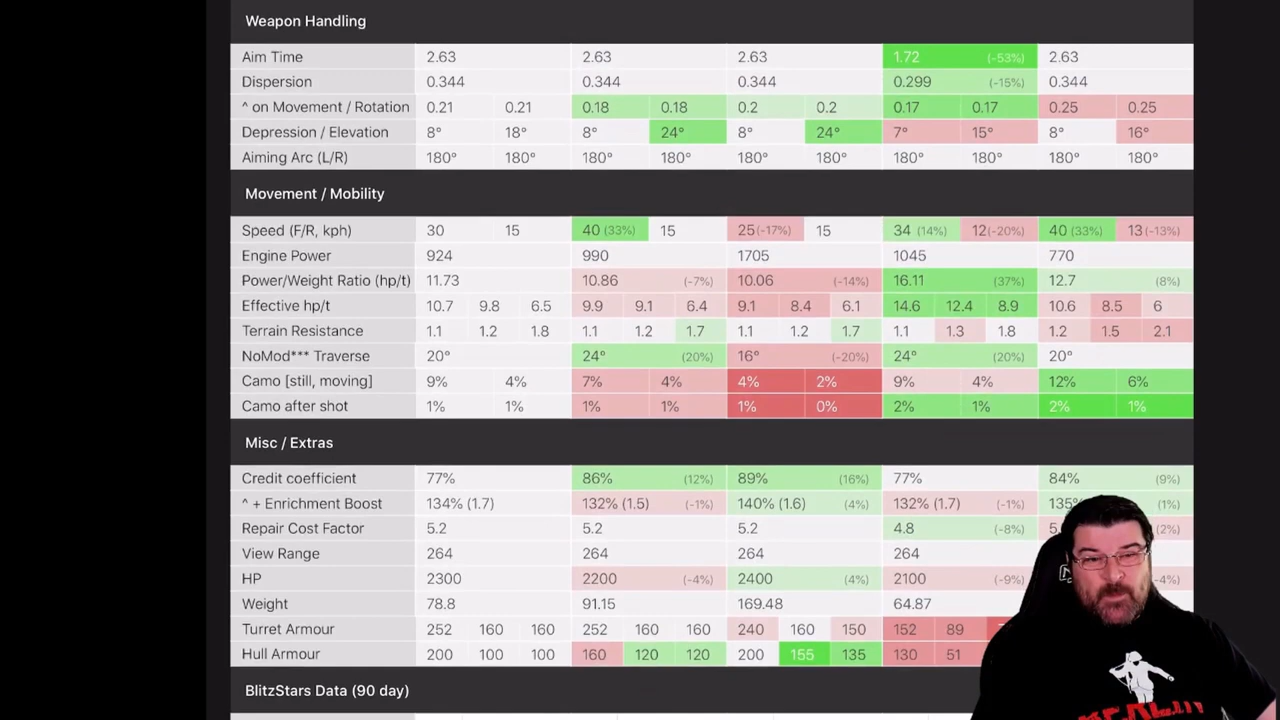 Weapon Handling
Aim Time 2.63 2.63 2.63 1.72 (-53%) 2.63
Dispersion 0.344 0.344 0.344 0.299 (-15%) 0.344
^ on Movement / Rotation 0.21 0.21 0.18 0.18 0.2 0.2 0.17 0.17 0.25 0.25
Depression / Elevation 8° 18° 8° 24° 8° 24° 7° 15° 8° 16°
Aiming Arc (L/R) 180° 180° 180° 180° 180° 180° 180° 180° 180° 180°
Movement / Mobility
Speed (F/R, kph) 30 15 40 (33%) 15 25 (-17%) 15 34 (14%) 12 (-20%) 40 (33%) 13 (-13%)
Engine Power 924 990 1705 1045 770
Power/Weight Ratio (hp/t) 11.73 10.86 (-7%) 10.06 (-14%) 16.11 (37%) 12.7 (8%)
Effective hp/t 10.7 9.8 6.5 9.9 9.1 6.4 9.1 8.4 6.1 14.6 12.4 8.9 10.6 8.5 6
Terrain Resistance 1.1 1.2 1.8 1.1 1.2 1.7 1.1 1.2 1.7 1.1 1.3 1.8 1.2 1.5 2.1
NoMod*** Traverse 20° 24° (20%) 16° (-20%) 24° (20%) 20°
Camo [still, moving] 9% 4% 7% 4% 4% 2% 9% 4% 12% 6%
Camo after shot 1% 1% 1% 1% 1% 0% 2% 1% 2% 1%
Misc / Extras
Credit coefficient 77% 86% (12%) 89% (16%) 77% 84% (9%)
^ + Enrichment Boost 134% (1.7) 132% (1.5) (-1%) 140% (1.6) (4%) 132% (1.7) (-1%) 135% (1%)
Repair Cost Factor 5.2 5.2 5.2 4.8 (-8%) (2%)
View Range 264 264 264 264
HP 2300 2200 (-4%) 2400 (4%) 2100 (-9%) -4%)
Weight 78.8 91.15 169.48 64.87
Turret Armour 252 160 160 252 160 160 240 160 150 152 89
Hull Armour 200 100 100 160 120 120 200 155 135 130 51
BlitzStars Data (90 day)